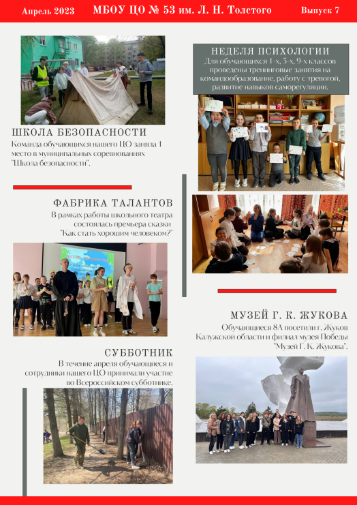 Апрель 2023
МБОУ ЦО № 53 им. Л. Н. Толстого
Выпуск 7
ШКОЛА БЕЗОПАСНОСТИ
Команда обучающихся нашего ЦО заняла 4
место в муниципальных соревнованиях
"Школа безопасности".
ФАБРИКА ТАЛАНТОВ
В рамках работы школьного театра
состоялась премьера сказки
"Как стать хорошим человеком?"
СУББОТНИК
В течение апреля обучающиеся и
сотрудники нашего ЦО принимали участие
во Всероссийском субботнике.
НЕДЕЛЯ ПСИХОЛОГИИ
Для обучающихся 1-х, 5-х, 9-х классов
проведены тренинговые занятия на
командообразование, работу с тревогой,
развитие навыков саморегуляции.
МУЗЕЙ Г. К. ЖУКОВА
Обучающиеся 8А посетили г. Жуков
Калужской области и филиал музея Победы
"Музей Г. К. Жукова".